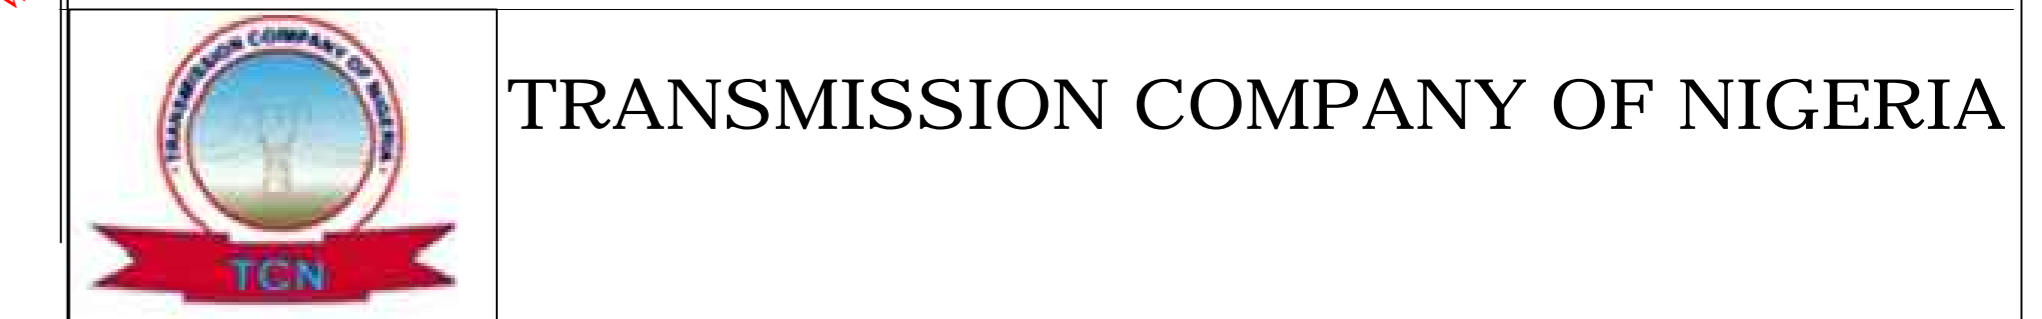 TRANSMISSION COMPANY OF NIGERIA
TCN
TRANSMISSION COMPANY OF NIGERIA